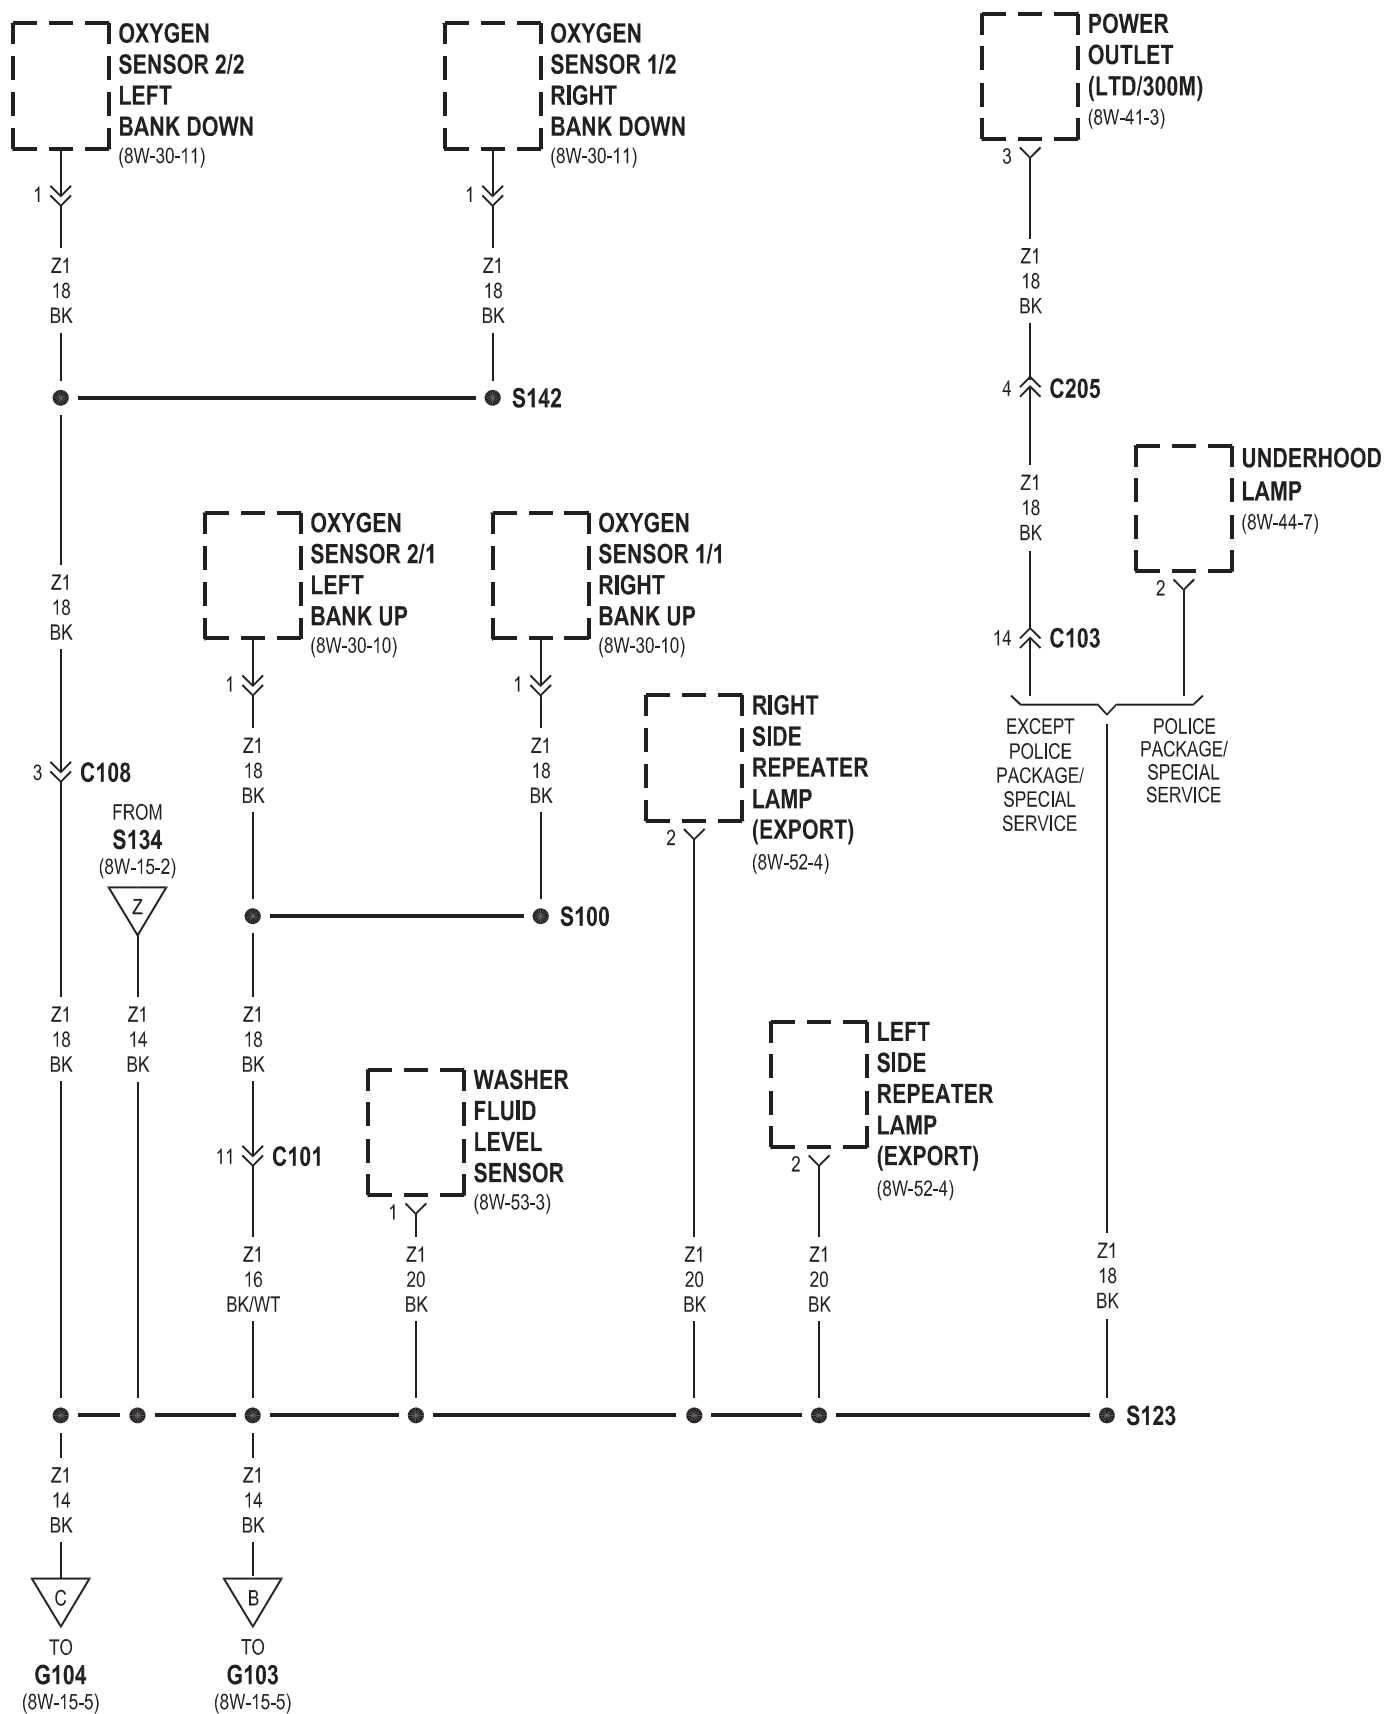 OXYGEN
SENSOR 2/2
LEFT
BANK DOWN
(8W-30-11)
1
Z1
18
BK
OXYGEN
SENSOR 1/2
RIGHT
BANK DOWN
(8W-30-11)
1
Z1
18
BK
S142
POWER
OUTLET
(LTD/300M)
(8W-41-3)
3
Z1
18
BK
4
C205
Z1
18
BK
14
C103
UNDERHOOD
LAMP
(8W-44-7)
2
EXCEPT
POLICE
PACKAGE/
SPECIAL
SERVICE
POLICE
PACKAGE/
SPECIAL
SERVICE
Z1
18
BK
3
C108
FROM
S134
(8W-15-2)
Z
OXYGEN
SENSOR 2/1
LEFT
BANK UP
(8W-30-10)
1
Z1
18
BK
OXYGEN
SENSOR 1/1
RIGHT
BANK UP
(8W-30-10)
1
Z1
18
BK
S100
RIGHT
SIDE
REPEATER
LAMP
(EXPORT)
(8W-52-4)
2
Z1
18
BK
Z1
14
BK
Z1
18
BK
11
C101
WASHER
FLUID
LEVEL
SENSOR
(8W-53-3)
1
LEFT
SIDE
REPEATER
LAMP
(EXPORT)
(8W-52-4)
2
Z1
16
BK/WT
Z1
20
BK
Z1
20
BK
Z1
20
BK
Z1
18
BK
S123
Z1
14
BK
C
TO
G104
(8W-15-5)
Z1
14
BK
B
TO
G103
(8W-15-5)